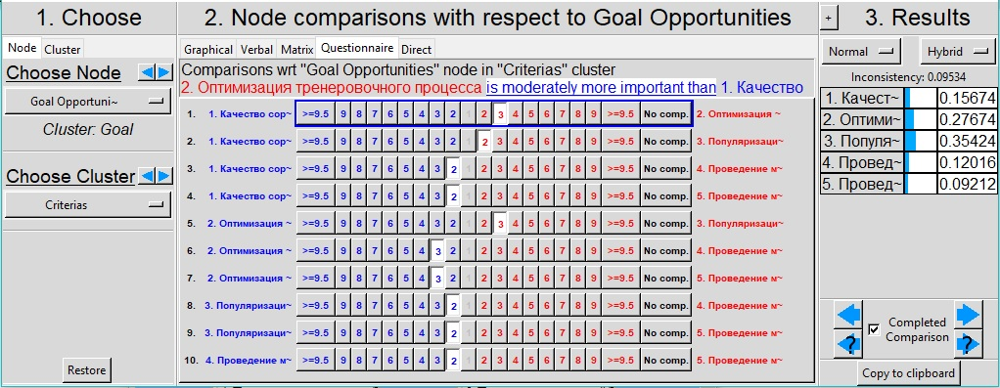 1. Choose
2. Node comparisons with respect to Goal Opportunities
+
3. Results
Node Cluster
Graphical Verbal Matrix Questionnaire Direct
Normal Hybrid
Choose Node
Goal Opportuni~
Cluster: Goal
Choose Cluster
Criterias
Restore
Comparisons wrt "Goal Opportunities" node in "Criterias" cluster
2. Оптимизация тренеровочного процесса is moderately more important than 1. Качество
1. 1. Качество сор~ >=9.5 9 8 7 6 5 4 3 2 1 2 3 4 5 6 7 8 9 >=9.5 No comp. 2. Оптимизация ~
2. 1. Качество сор~ >=9.5 9 8 7 6 5 4 3 2 1 2 3 4 5 6 7 8 9 >=9.5 No comp. 3. Популяризаци~
3. 1. Качество сор~ >=9.5 9 8 7 6 5 4 3 2 1 2 3 4 5 6 7 8 9 >=9.5 No comp. 4. Проведение м~
4. 1. Качество сор~ >=9.5 9 8 7 6 5 4 3 2 1 2 3 4 5 6 7 8 9 >=9.5 No comp. 5. Проведение м~
5. 2. Оптимизация ~ >=9.5 9 8 7 6 5 4 3 2 1 2 3 4 5 6 7 8 9 >=9.5 No comp. 3. Популяризаци~
6. 2. Оптимизация ~ >=9.5 9 8 7 6 5 4 3 2 1 2 3 4 5 6 7 8 9 >=9.5 No comp. 4. Проведение м~
7. 2. Оптимизация ~ >=9.5 9 8 7 6 5 4 3 2 1 2 3 4 5 6 7 8 9 >=9.5 No comp. 5. Проведение м~
8. 3. Популяризаци~ >=9.5 9 8 7 6 5 4 3 2 1 2 3 4 5 6 7 8 9 >=9.5 No comp. 4. Проведение м~
9. 3. Популяризаци~ >=9.5 9 8 7 6 5 4 3 2 1 2 3 4 5 6 7 8 9 >=9.5 No comp. 5. Проведение м~
10. 4. Проведение м~ >=9.5 9 8 7 6 5 4 3 2 1 2 3 4 5 6 7 8 9 >=9.5 No comp. 5. Проведение м~
Inconsistency: 0.09534
1. Качест~ 0.15674
2. Оптими~ 0.27674
3. Популя~ 0.35424
4. Провед~ 0.12016
5. Провед~ 0.09212
Completed
Comparison
? ?
Copy to clipboard